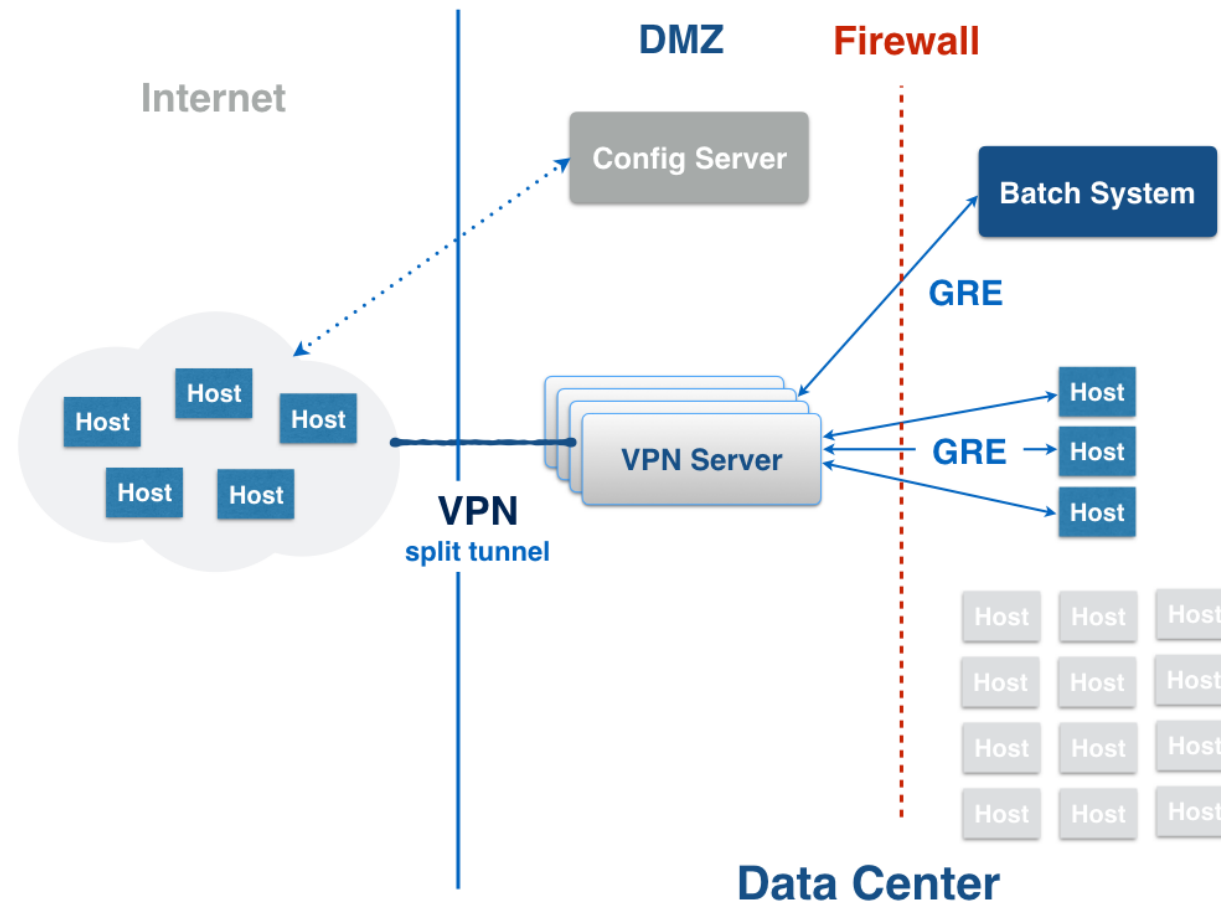 DMZ
Firewall
Internet
Config Server
Batch System
GRE
Host
Host
Host
Host
Host
VPN Server
VPN
split tunnel
Host
GRE
Host
Host
Host
Host
Host
Host
Host
Host
Host
Host
Host
Host
Host
Host
Data Center